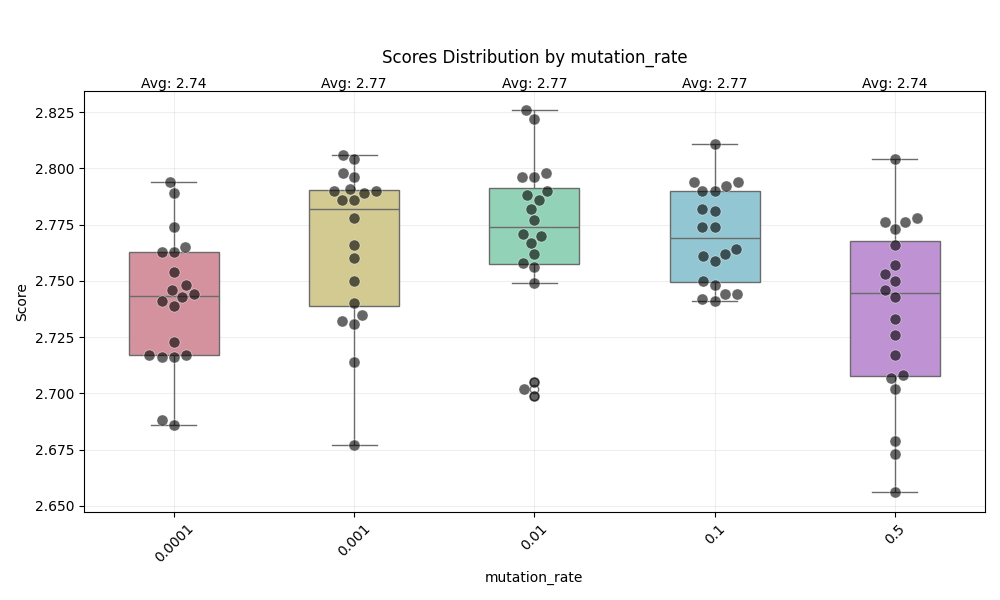 Scores Distribution by mutation_rate
Avg: 2.74 Avg: 2.77 Avg: 2.77 Avg: 2.77 Avg: 2.74
2.825
2.800
2.775
2.750
2.725
2.700
2.675
2.650
Score
0.0001 0.001 0.01 0.1 0.5
mutation_rate